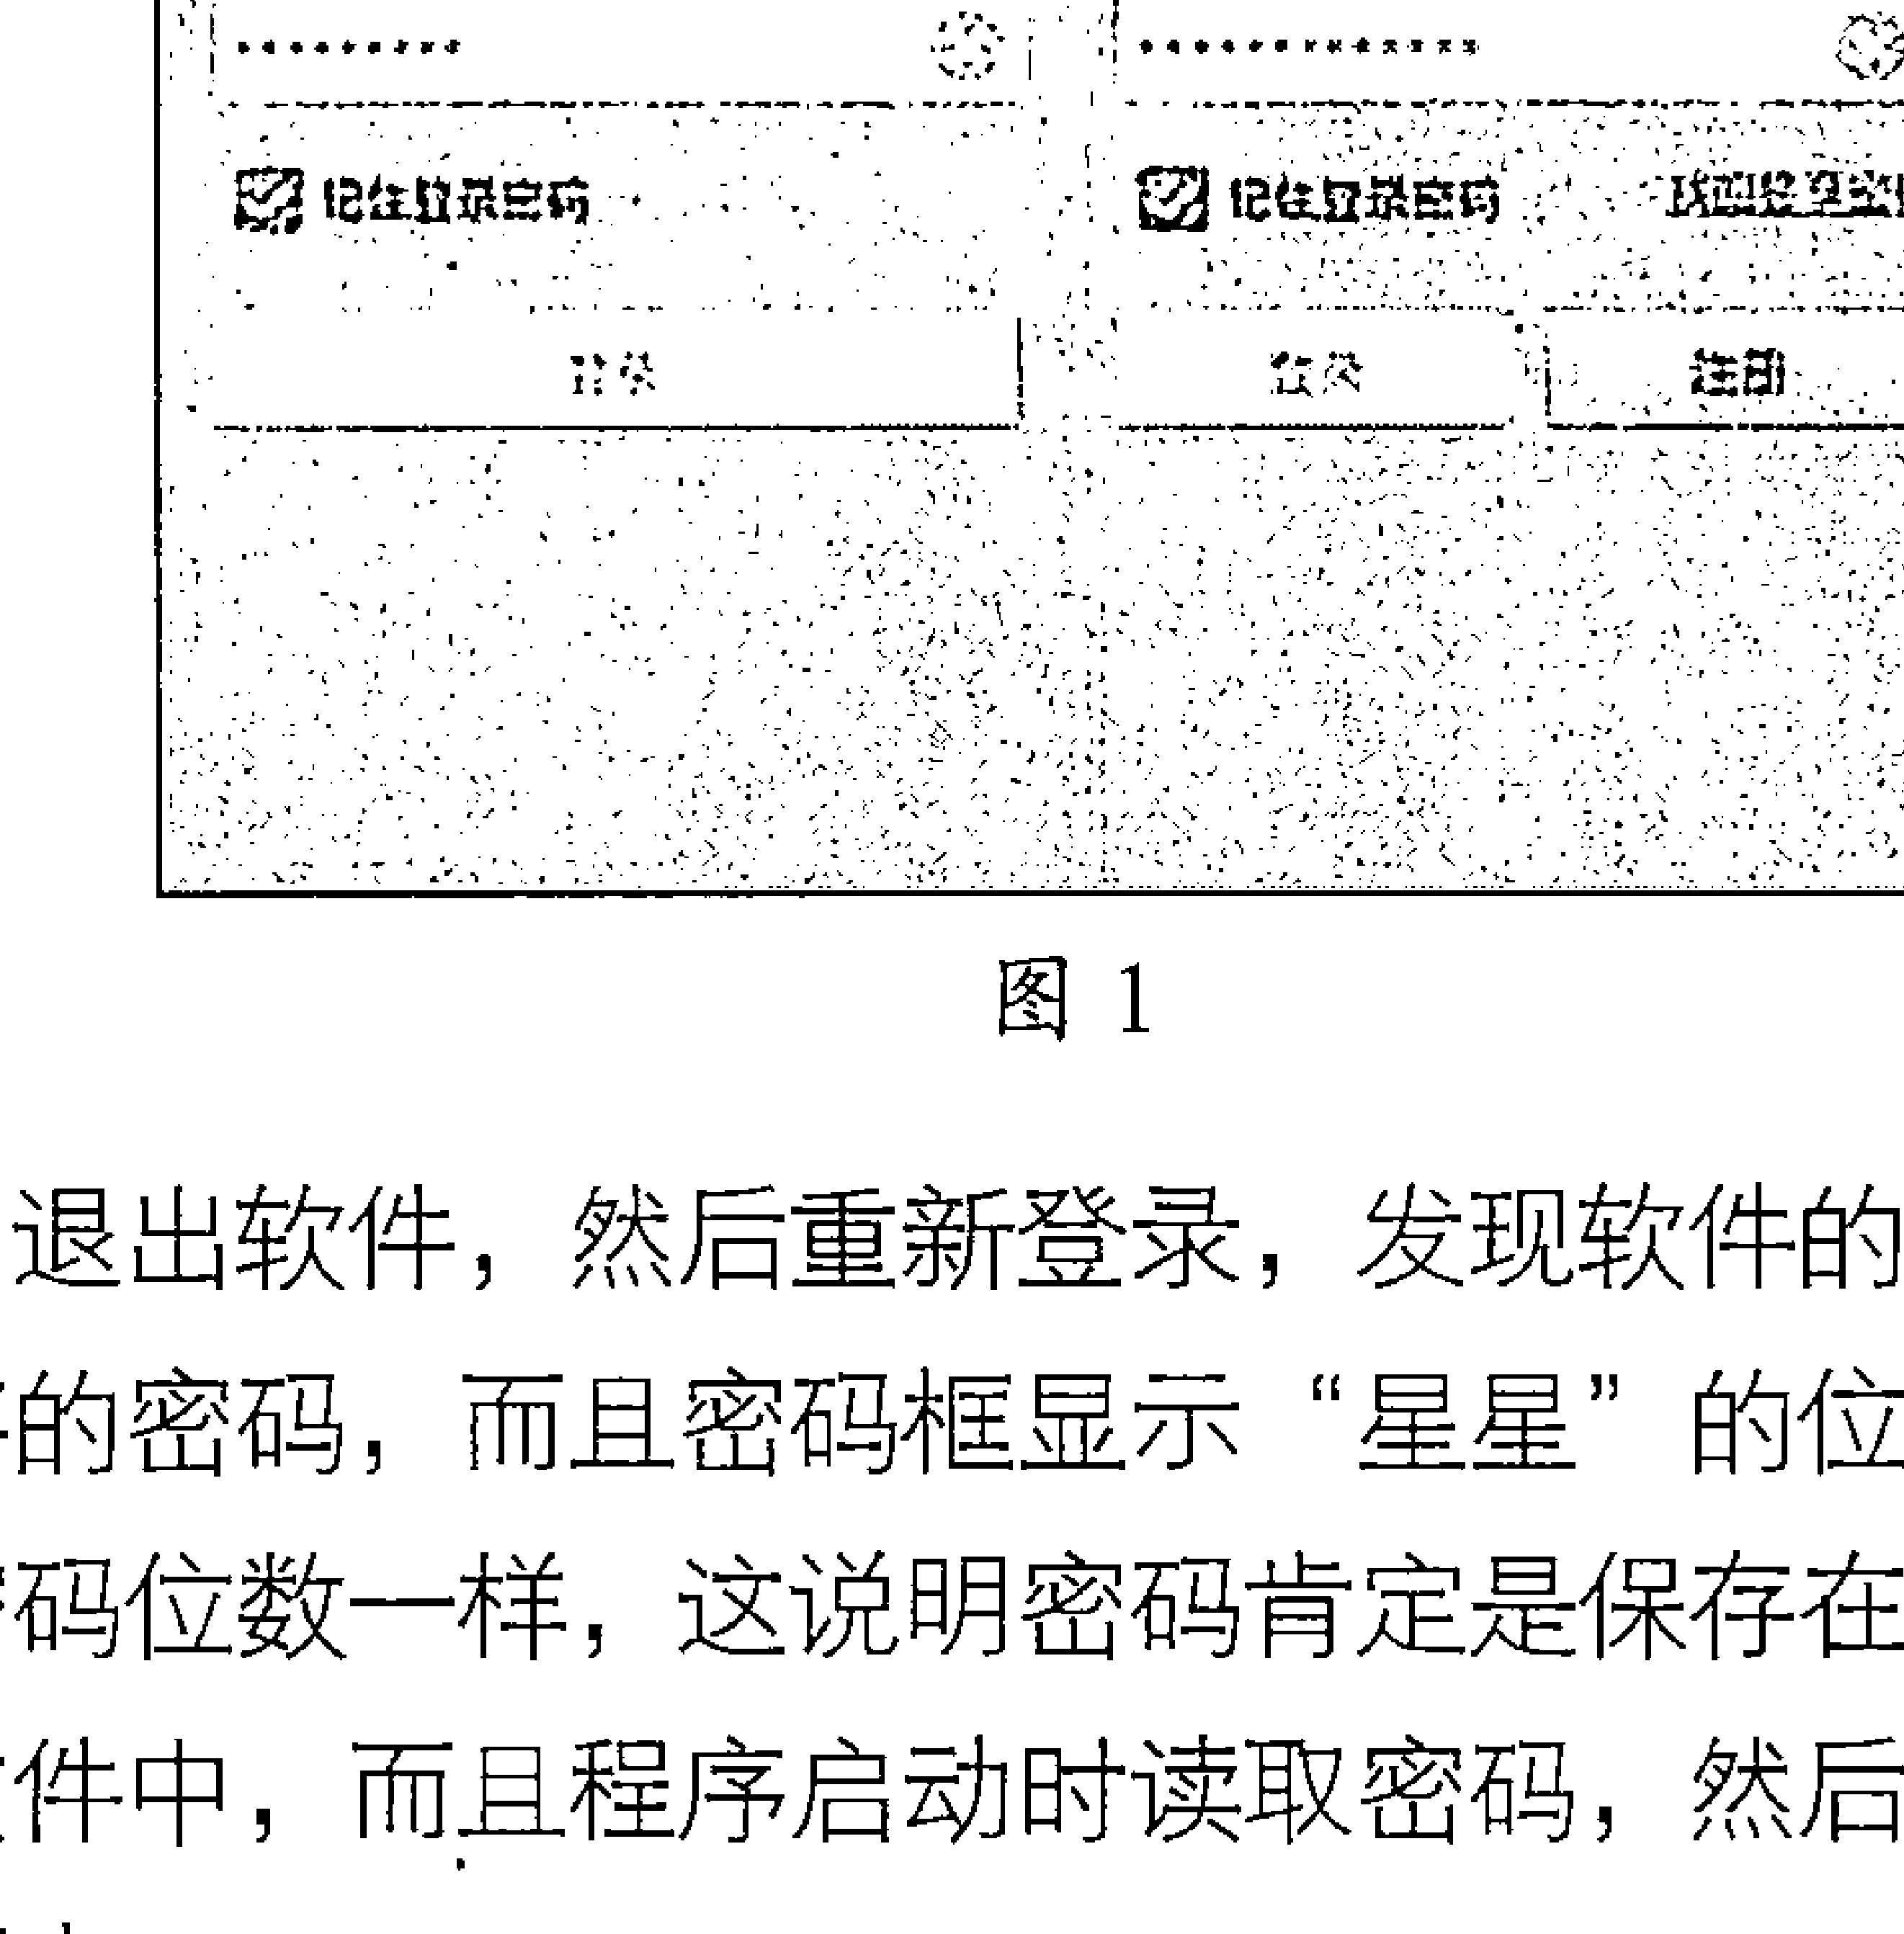 记住登录密码 记住登录密码
登录 登录 注册
图 1
退出软件，然后重新登录，发现软件的
的密码，而且密码框显示“星星”的位
码位数一样，这说明密码肯定是保存在
件中，而且程序启动时读取密码，然后